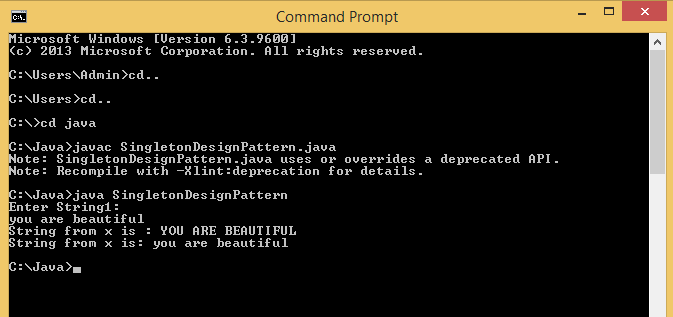 Command Prompt
Microsoft Windows [Version 6.3.9600]
(c) 2013 Microsoft Corporation. All rights reserved.
C:\Users\Admin>cd..
C:\Users>cd..
C:\>cd java
C:\Java>javac SingletonDesignPattern.java
Note: SingletonDesignPattern.java uses or overrides a deprecated API.
Note: Recompile with -Xlint:deprecation for details.
C:\Java>java SingletonDesignPattern
Enter String1:
you are beautiful
String from x is : YOU ARE BEAUTIFUL
String from x is: you are beautiful
C:\Java>